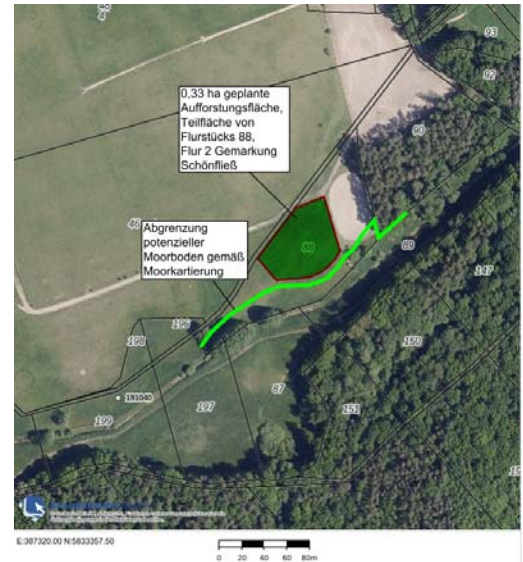 93
92
90
0,33 ha geplante
Aufforstungsfläche,
Teilfläche von
Flurstücks 88,
Flur 2 Gemarkung
Schönfließ
46
Abgrenzung
potenzieller
Moorboden gemäß
Moorkartierung
88
89
147
196
198
150
87
191040
197
151
199
E:387320.00 N:5833357.50
0 20 40 60 80m